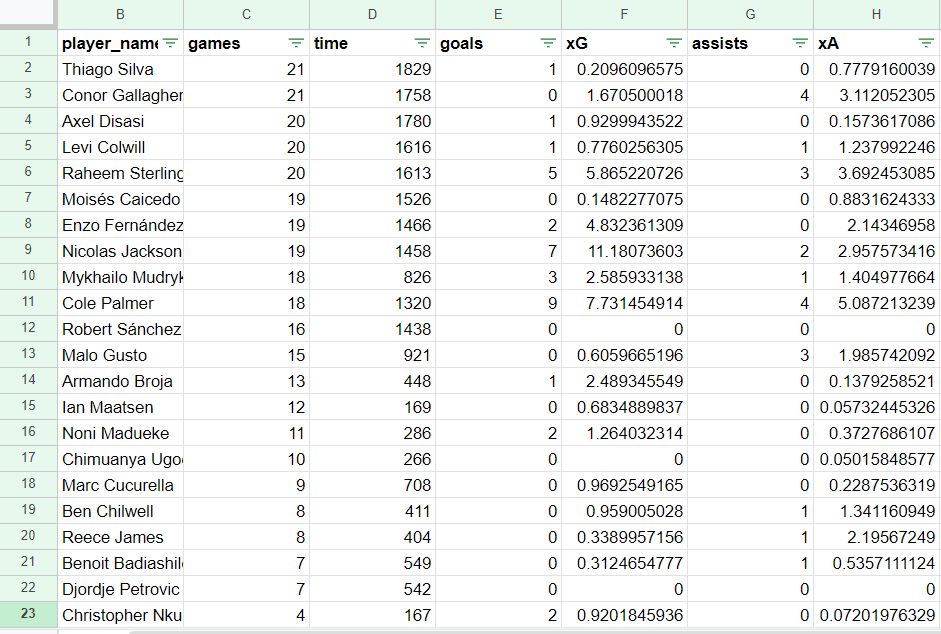 B C D E F G H
1 player_name games time goals xG assists xA
2 Thiago Silva 21 1829 1 0.2096096575 0 0.7779160039
3 Conor Gallagher 21 1758 0 1.670500018 4 3.112052305
4 Axel Disasi 20 1780 1 0.9299943522 0 0.1573617086
5 Levi Colwill 20 1616 1 0.7760256305 1 1.237992246
6 Raheem Sterling 20 1613 5 5.865220726 3 3.692453085
7 Moisés Caicedo 19 1526 0 0.1482277075 0 0.8831624333
8 Enzo Fernández 19 1466 2 4.832361309 0 2.14346958
9 Nicolas Jackson 19 1458 7 11.18073603 2 2.957573416
10 Mykhailo Mudryk 18 826 3 2.585933138 1 1.404977664
11 Cole Palmer 18 1320 9 7.731454914 4 5.087213239
12 Robert Sánchez 16 1438 0 0 0 0
13 Malo Gusto 15 921 0 0.6059665196 3 1.985742092
14 Armando Broja 13 448 1 2.489345549 0 0.1379258521
15 Ian Maatsen 12 169 0 0.6834889837 0 0.05732445326
16 Noni Madueke 11 286 2 1.264032314 0 0.3727686107
17 Chimuanya Ugo 10 266 0 0 0 0.05015848577
18 Marc Cucurella 9 708 0 0.9692549165 0 0.2287536319
19 Ben Chilwell 8 411 0 0.959005028 1 1.341160949
20 Reece James 8 404 0 0.3389957156 1 2.19567249
21 Benoit Badiashil 7 549 0 0.3124654777 1 0.5357111124
22 Djordje Petrovic 7 542 0 0 0 0
23 Christopher Nku 4 167 2 0.9201845936 0 0.07201976329